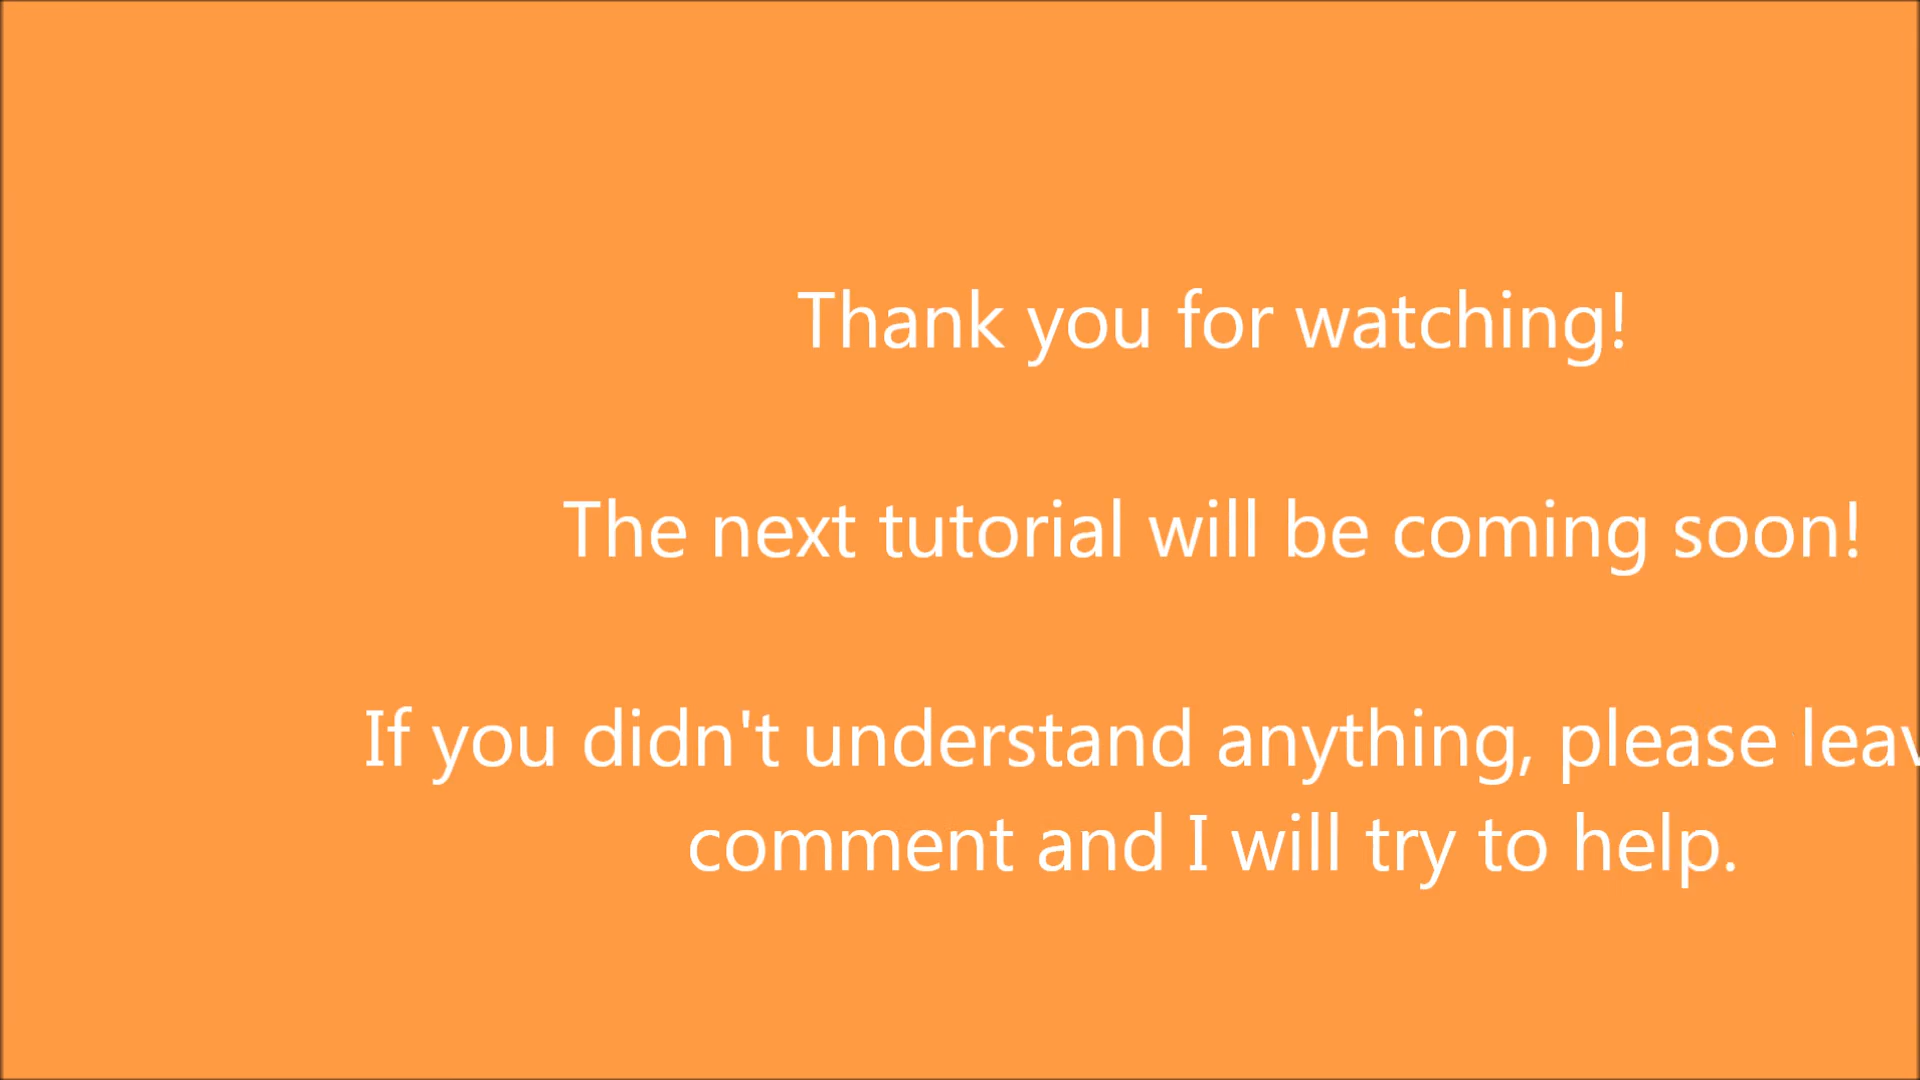 Thank you for watching!
The next tutorial will be coming soon!
If you didn't understand anything, please
comment and I will try to help.